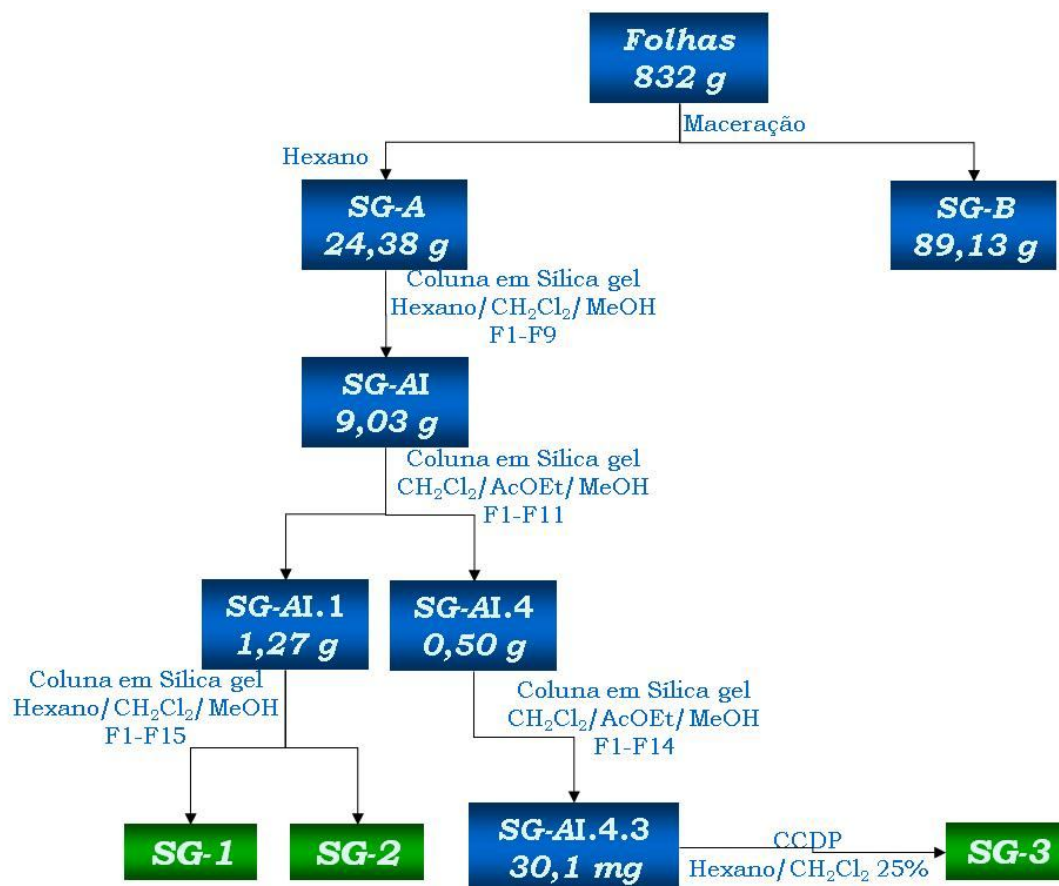 Folhas
832 g
Maceração
Hexano
SG-A
24,38 g
SG-B
89,13 g
Coluna em Sílica gel
Hexano/CH₂Cl₂/MeOH
F1-F9
SG-AI
9,03 g
Coluna em Sílica gel
CH₂Cl₂/AcOEt/MeOH
F1-F11
SG-AI.1
1,27 g
SG-AI.4
0,50 g
Coluna em Sílica gel
Hexano/CH₂Cl₂/MeOH
F1-F15
Coluna em Sílica gel
CH₂Cl₂/AcOEt/MeOH
F1-F14
SG-1
SG-2
SG-AI.4.3
30,1 mg
CCDP
Hexano/CH₂Cl₂ 25%
SG-3